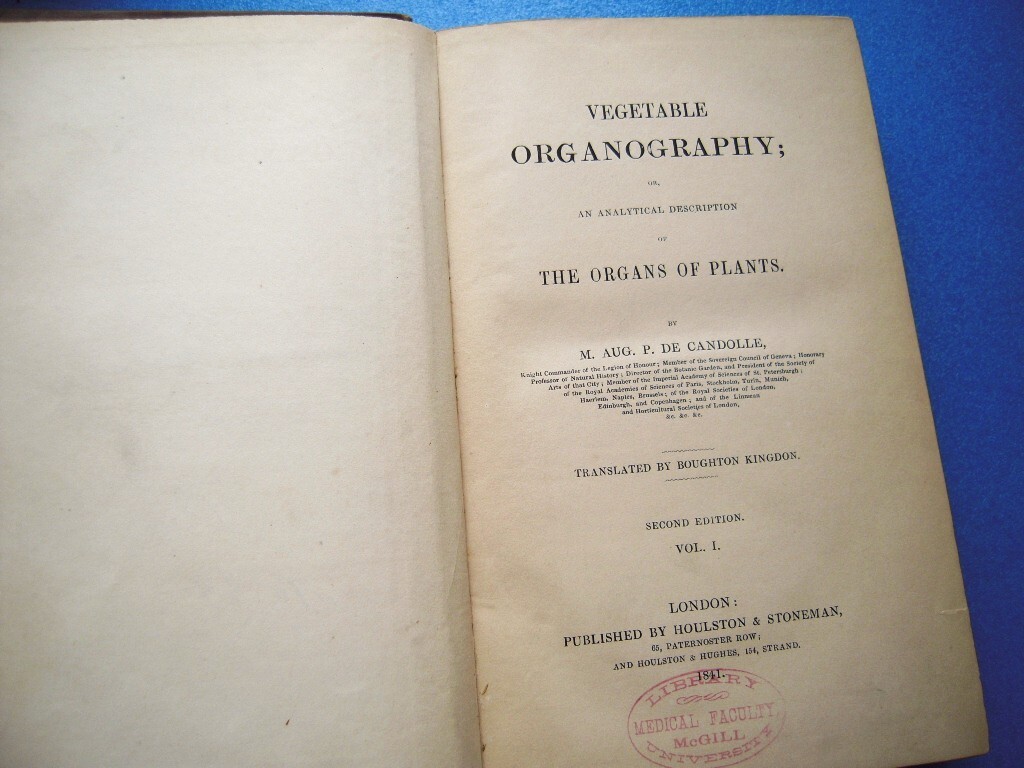 VEGETABLE
ORGANOGRAPHY;
OR,
AN ANALYTICAL DESCRIPTION
OF
THE ORGANS OF PLANTS.
BY
M. AUG. P. DE CANDOLLE,
Knight Commander of the Legion of Honour; Member of the Sovereign Council of Geneva; Honorary
Professor of Natural History; Director of the Botanic Garden, and President of the Society of
Arts of that City; Member of the Imperial Academy of Sciences of St. Petersburgh;
of the Royal Academies of Sciences of Paris, Stockholm, Turin, Munich,
Haerlem, Naples, Brussels; of the Royal Societies of London,
Edinburgh, and Copenhagen; and of the Linnean
and Horticultural Societies of London,
&c. &c. &c.
TRANSLATED BY BOUGHTON KINGDON.
SECOND EDITION.
VOL. I.
LONDON:
PUBLISHED BY HOULSTON & STONEMAN,
65, PATERNOSTER ROW;
AND HOULSTON & HUGHES, 154, STRAND.
1841.
LIBRARY
MEDICAL FACULTY
McGILL
UNIVERSITY